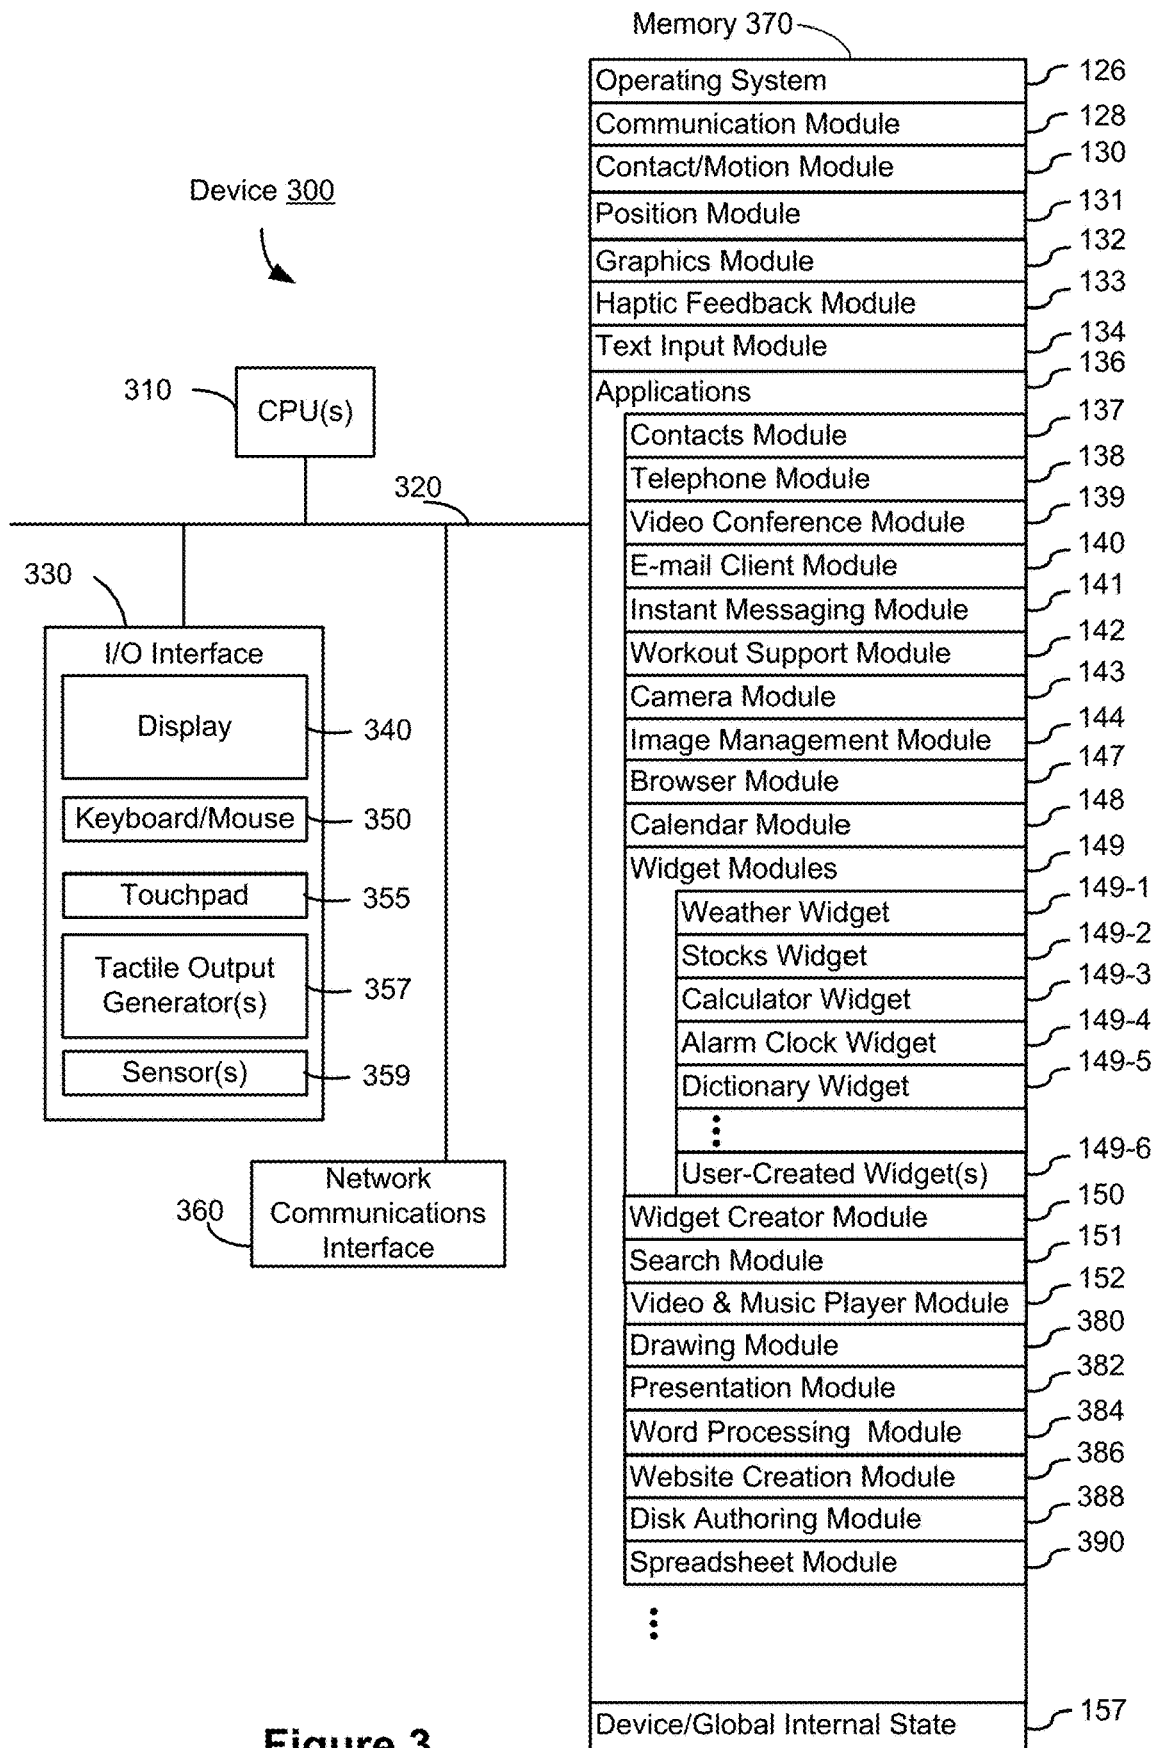 Memory 370
Operating System 126
Communication Module 128
Contact/Motion Module 130
Position Module 131
Graphics Module 132
Haptic Feedback Module 133
Text Input Module 134
Applications 136
Contacts Module 137
Telephone Module 138
Video Conference Module 139
E-mail Client Module 140
Instant Messaging Module 141
Workout Support Module 142
Camera Module 143
Image Management Module 144
Browser Module 147
Calendar Module 148
Widget Modules 149
Weather Widget 149-1
Stocks Widget 149-2
Calculator Widget 149-3
Alarm Clock Widget 149-4
Dictionary Widget 149-5
User-Created Widget(s) 149-6
Widget Creator Module 150
Search Module 151
Video & Music Player Module 152
Drawing Module 380
Presentation Module 382
Word Processing Module 384
Website Creation Module 386
Disk Authoring Module 388
Spreadsheet Module 390
Device/Global Internal State 157
Device 300
310
CPU(s)
320
330
I/O Interface
Display 340
Keyboard/Mouse 350
Touchpad 355
Tactile Output
Generator(s) 357
Sensor(s) 359
360
Network
Communications
Interface
Figure 3